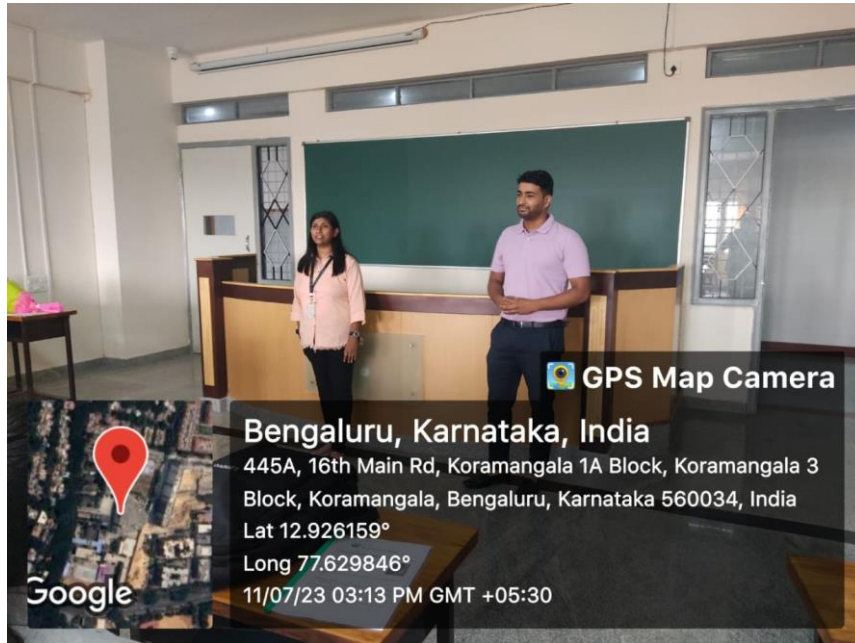 GPS Map Camera
Bengaluru, Karnataka, India
445A, 16th Main Rd, Koramangala 1A Block, Koramangala 3
Block, Koramangala, Bengaluru, Karnataka 560034, India
Lat 12.926159°
Long 77.629846°
11/07/23 03:13 PM GMT +05:30
Google